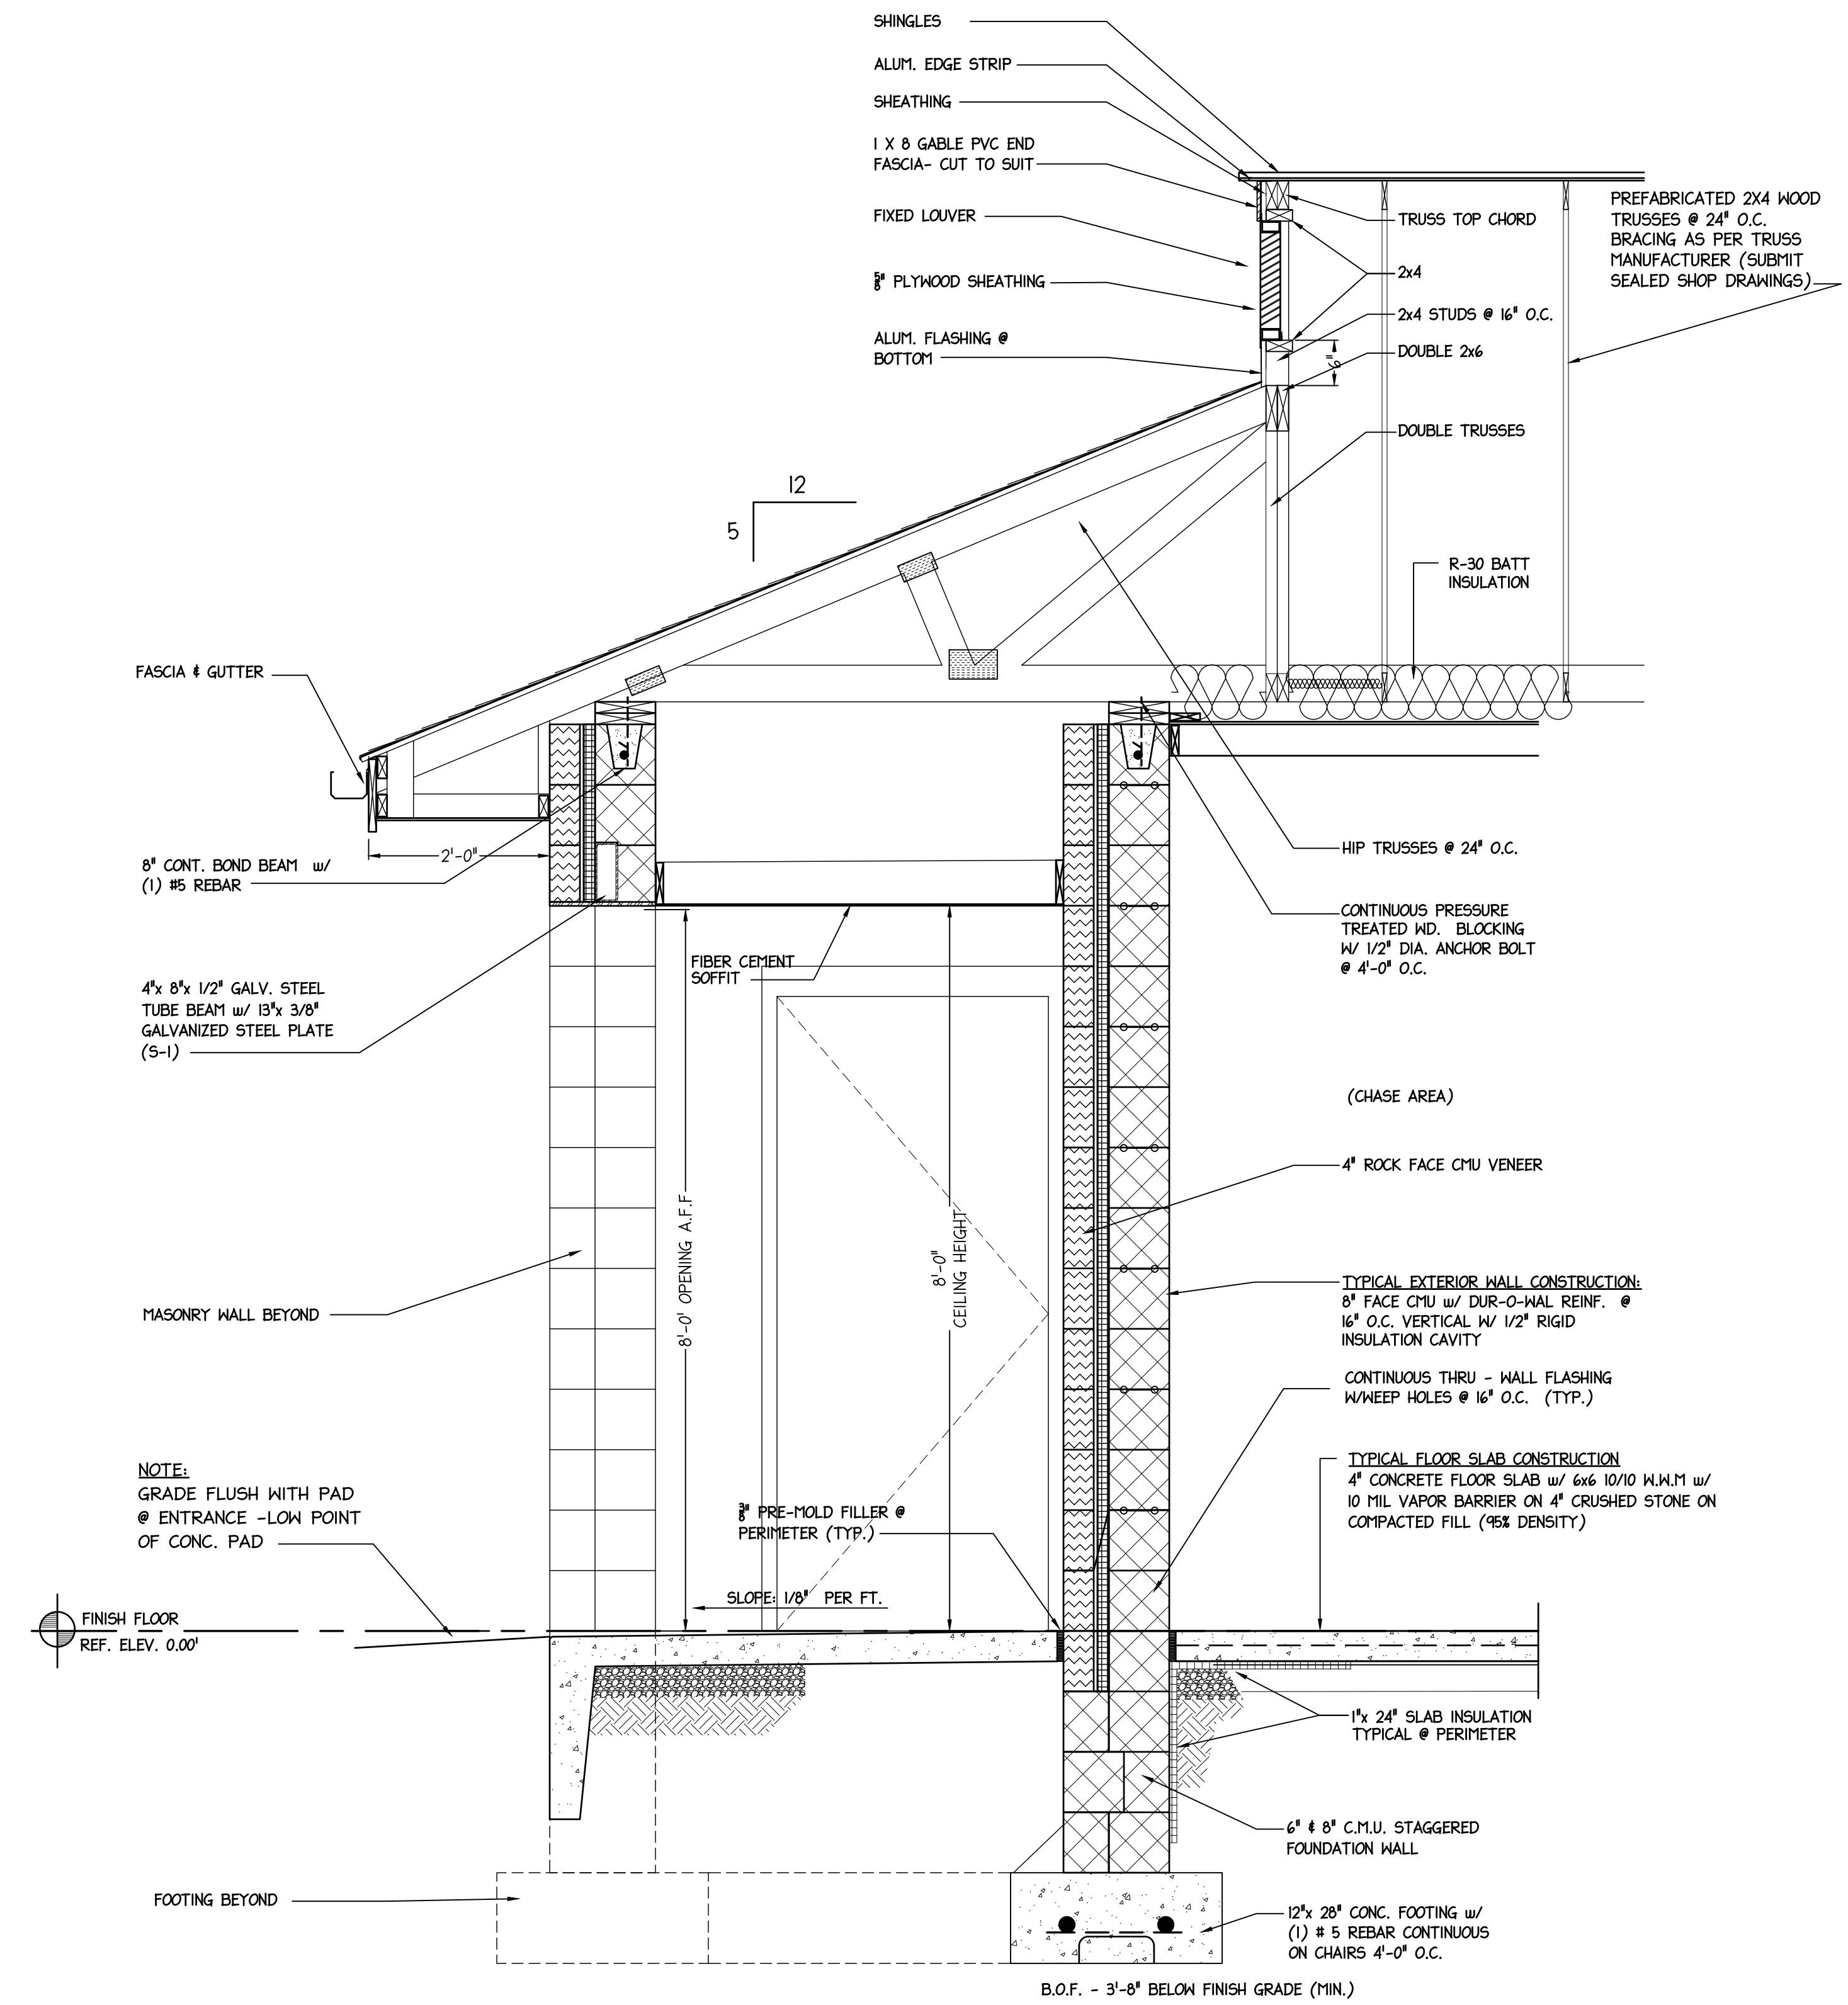 SHINGLES
ALUM. EDGE STRIP
SHEATHING
1 X 8 GABLE PVC END
FASCIA- CUT TO SUIT
FIXED LOUVER
5/8" PLYWOOD SHEATHING
ALUM. FLASHING @
BOTTOM
TRUSS TOP CHORD
2x4
2x4 STUDS @ 16" O.C.
DOUBLE 2x6
6"
DOUBLE TRUSSES
PREFABRICATED 2X4 WOOD
TRUSSES @ 24" O.C.
BRACING AS PER TRUSS
MANUFACTURER (SUBMIT
SEALED SHOP DRAWINGS)
12
5
R-30 BATT
INSULATION
FASCIA & GUTTER
2'-0"
8" CONT. BOND BEAM w/
(1) #5 REBAR
HIP TRUSSES @ 24" O.C.
CONTINUOUS PRESSURE
TREATED WD. BLOCKING
W/ 1/2" DIA. ANCHOR BOLT
@ 4'-0" O.C.
FIBER CEMENT
SOFFIT
4"x 8"x 1/2" GALV. STEEL
TUBE BEAM w/ 13"x 3/8"
GALVANIZED STEEL PLATE
(S-1)
(CHASE AREA)
4" ROCK FACE CMU VENEER
8'-0' OPENING A.F.F
8'-0"
CEILING HEIGHT
MASONRY WALL BEYOND
TYPICAL EXTERIOR WALL CONSTRUCTION:
8" FACE CMU w/ DUR-O-WAL REINF. @
16" O.C. VERTICAL W/ 1/2" RIGID
INSULATION CAVITY
CONTINUOUS THRU - WALL FLASHING
W/WEEP HOLES @ 16" O.C. (TYP.)
NOTE:
GRADE FLUSH WITH PAD
@ ENTRANCE -LOW POINT
OF CONC. PAD
TYPICAL FLOOR SLAB CONSTRUCTION
4" CONCRETE FLOOR SLAB w/ 6x6 10/10 W.W.M w/
10 MIL VAPOR BARRIER ON 4" CRUSHED STONE ON
COMPACTED FILL (95% DENSITY)
3/8" PRE-MOLD FILLER @
PERIMETER (TYP.)
SLOPE: 1/8" PER FT.
FINISH FLOOR
REF. ELEV. 0.00'
1"x 24" SLAB INSULATION
TYPICAL @ PERIMETER
6" & 8" C.M.U. STAGGERED
FOUNDATION WALL
FOOTING BEYOND
12"x 28" CONC. FOOTING w/
(1) # 5 REBAR CONTINUOUS
ON CHAIRS 4'-0" O.C.
B.O.F. - 3'-8" BELOW FINISH GRADE (MIN.)